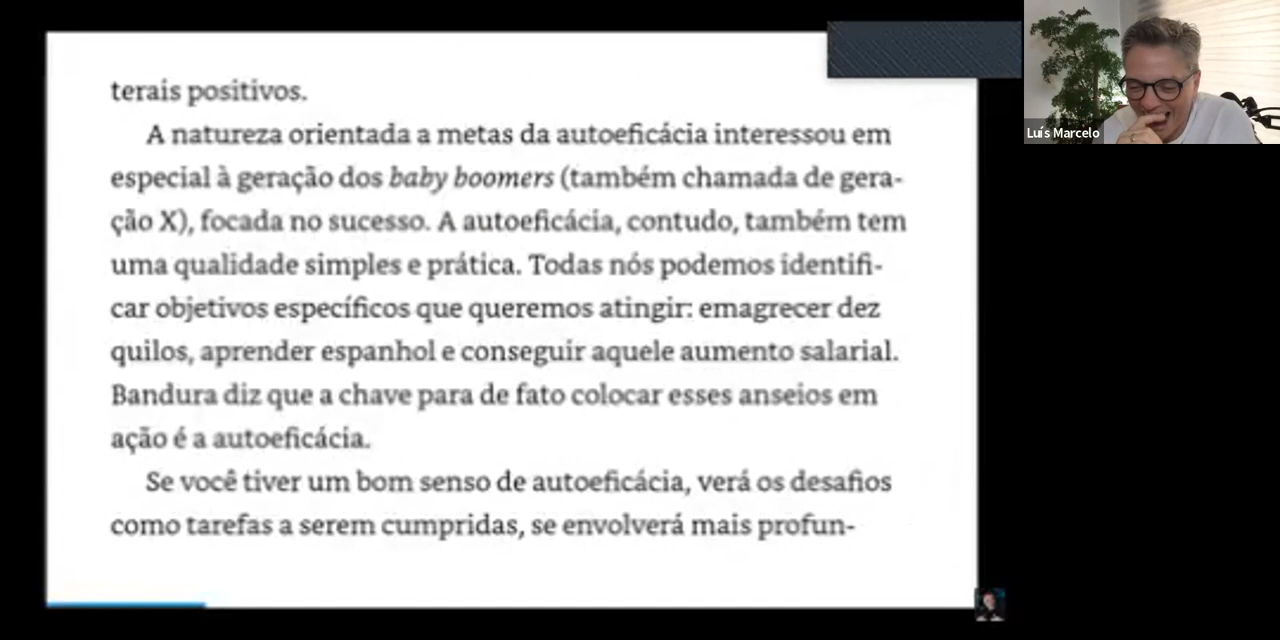 terais positivos.
A natureza orientada a metas da autoeficácia interessou em
especial à geração dos baby boomers (também chamada de gera-
ção X), focada no sucesso. A autoeficácia, contudo, também tem
uma qualidade simples e prática. Todas nós podemos identifi-
car objetivos específicos que queremos atingir: emagrecer dez
quilos, aprender espanhol e conseguir aquele aumento salarial.
Bandura diz que a chave para de fato colocar esses anseios em
ação é a autoeficácia.
Se você tiver um bom senso de autoeficácia, verá os desafios
como tarefas a serem cumpridas, se envolverá mais profun-
Luís Marcelo